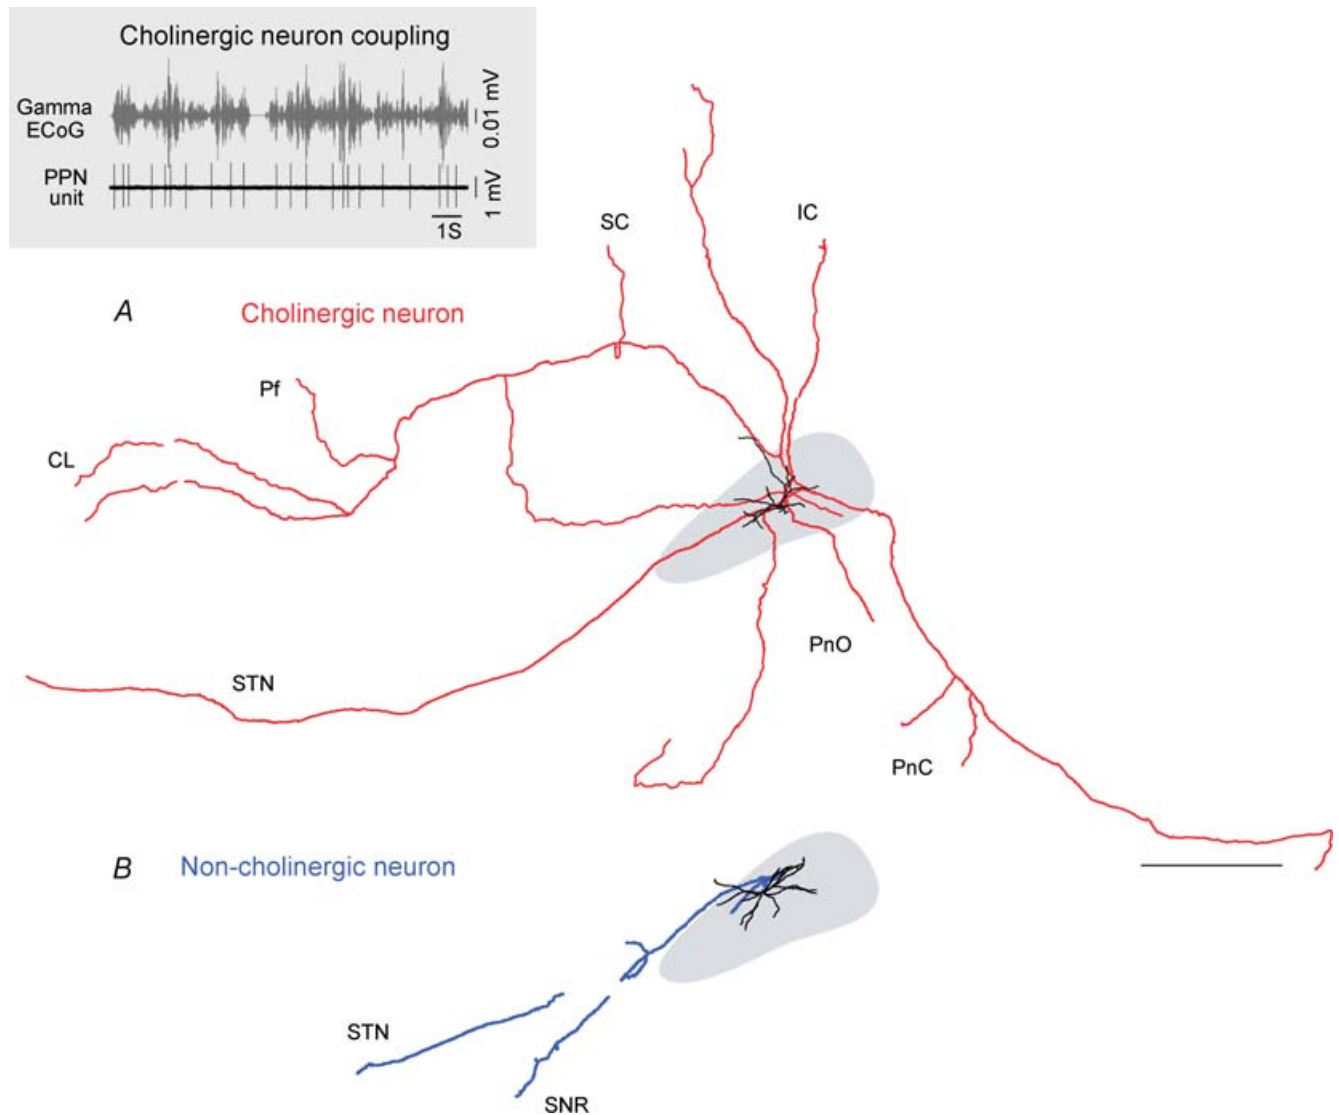 Cholinergic neuron coupling
Gamma
ECoG
0.01 mV
PPN
unit
1 mV
1S
SC
IC
A
Cholinergic neuron
Pf
CL
STN
PnO
PnC
B
Non-cholinergic neuron
STN
SNR